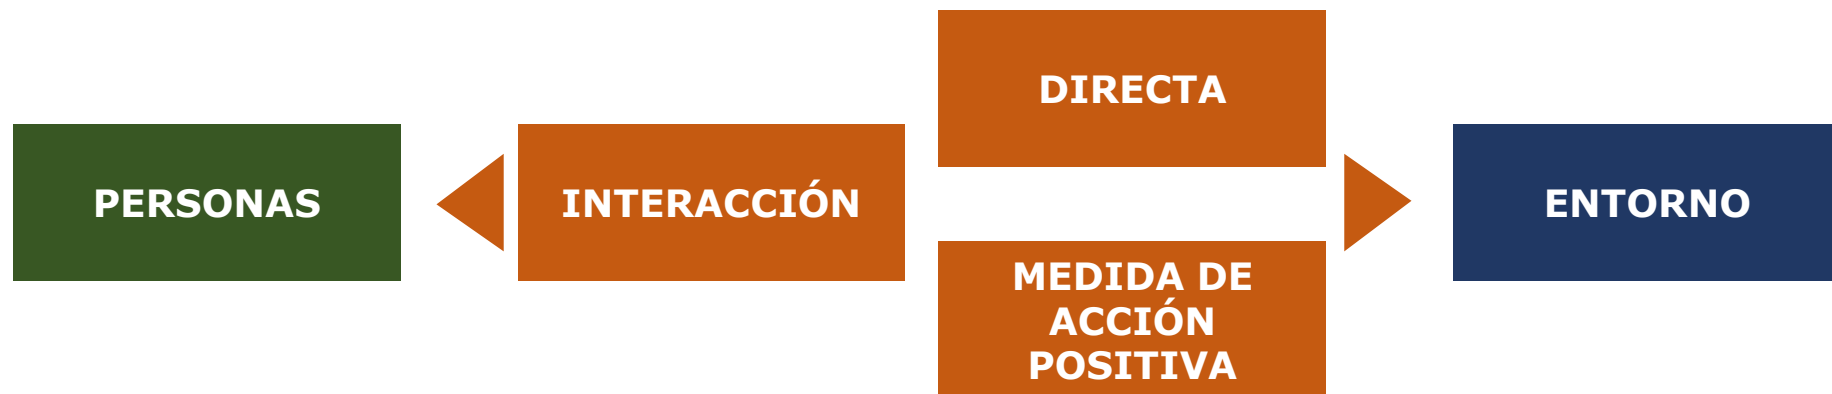 PERSONAS
INTERACCIÓN
DIRECTA
MEDIDA DE
ACCIÓN
POSITIVA
ENTORNO